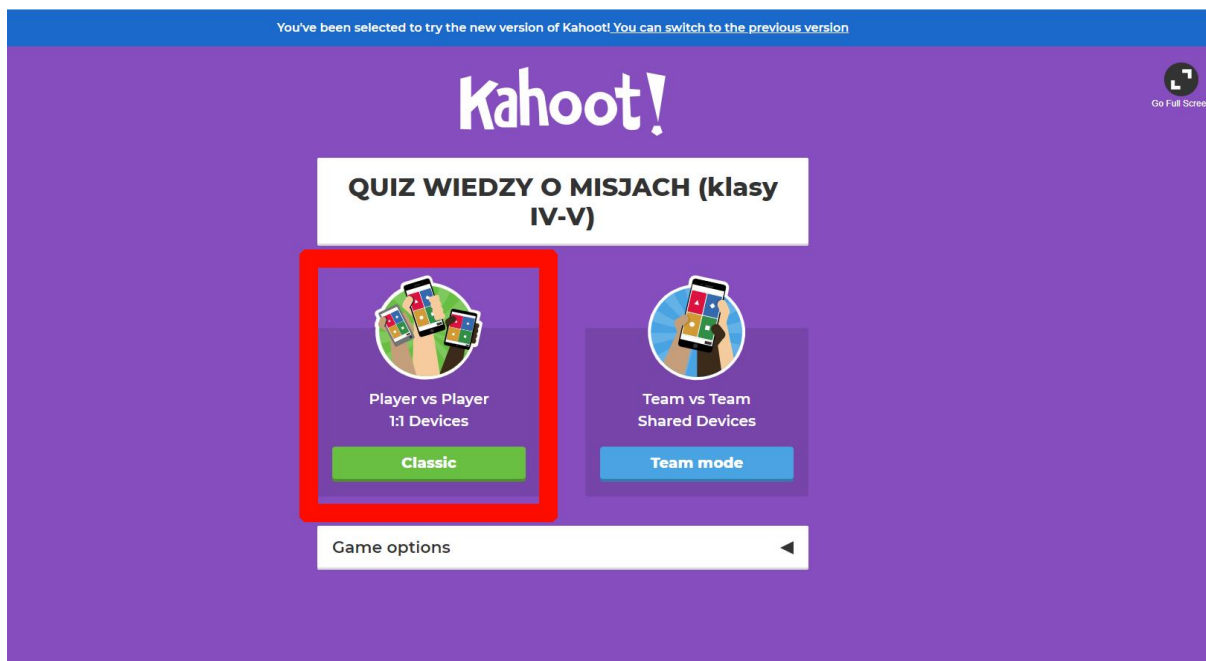 You've been selected to try the new version of Kahoot! You can switch to the previous version
Kahoot!
Go Full Scree
QUIZ WIEDZY O MISJACH (klasy
IV-V)
Player vs Player
1:1 Devices
Classic
Team vs Team
Shared Devices
Team mode
Game options